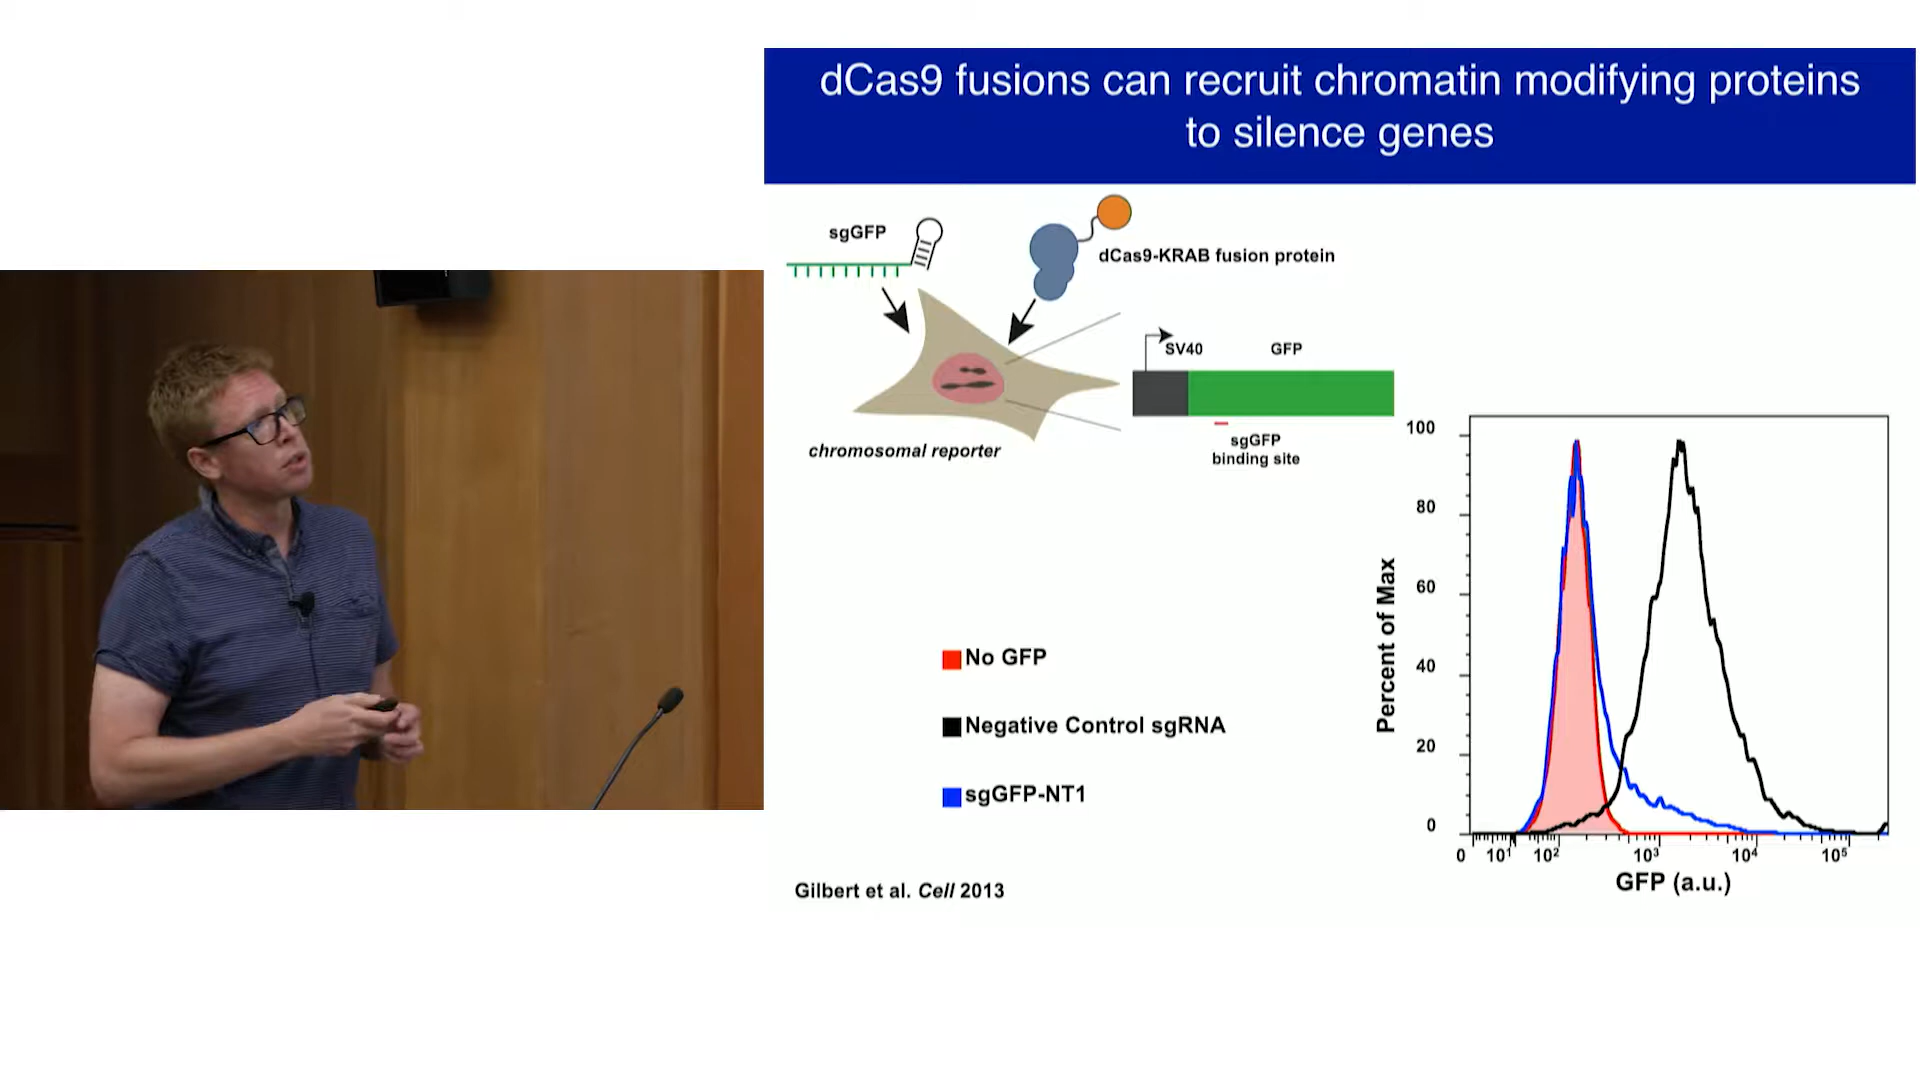 dCas9 fusions can recruit chromatin modifying proteins
to silence genes
sgGFP
dCas9-KRAB fusion protein
SV40
GFP
sgGFP
binding site
chromosomal reporter
100
80
60
40
20
0
Percent of Max
0 10¹ 10² 10³ 10⁴ 10⁵
GFP (a.u.)
No GFP
Negative Control sgRNA
sgGFP-NT1
Gilbert et al. Cell 2013